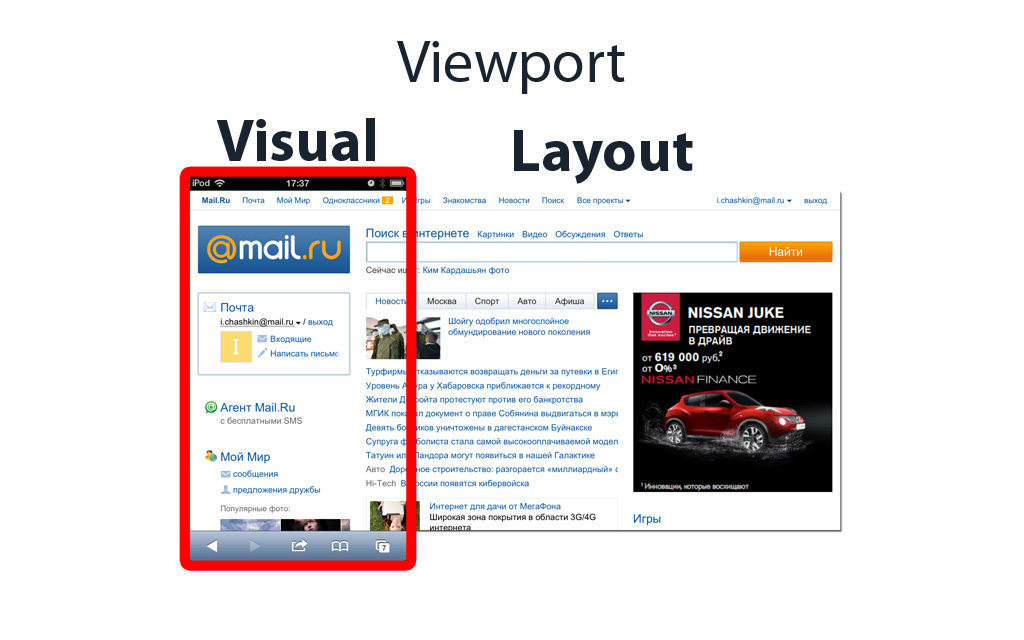 Viewport
Visual
Layout
iPod 17:37
Mail.Ru Почта Мой Мир Одноклассники 2 Игры Знакомства Новости Поиск Все проекты i.chashkin@mail.ru выход
@mail.ru
Поиск в интернете Картинки Видео Обсуждения Ответы
Найти
Сейчас ищут: Ким Кардашьян фото
Почта
i.chashkin@mail.ru / выход
I
Входящие
Написать письмо
Агент Mail.Ru
с бесплатными SMS
Мой Мир
сообщения
предложения дружбы
Популярные фото:
7
Новости Москва Спорт Авто Афиша ...
Шойгу одобрил многослойное
обмундирование нового поколения
Турфирмы отказываются возвращать деньги за путевки в Егип
Уровень Амура у Хабаровска приближается к рекордному
Жители Детройта протестуют против его банкротства
МГИК показал документ о праве Собянина выдвигаться в мэры
Девять боевиков уничтожены в дагестанском Буйнакске
Супруга футболиста стала самой высокооплачиваемой модел
Татуин или Пандора могут появиться в нашей Галактике
Авто Дорожное строительство: разгорается «миллиардный» с
Hi-Tech В России появятся кибервойска
Интернет для дачи от МегаФона
Широкая зона покрытия в области 3G/4G
интернета
NISSAN
Innovation
that excites
NISSAN JUKE
ПРЕВРАЩАЯ ДВИЖЕНИЕ
В ДРАЙВ
от 619 000 руб.²
от 0%³
NISSAN FINANCE
¹ Инновации, которые восхищают
Игры